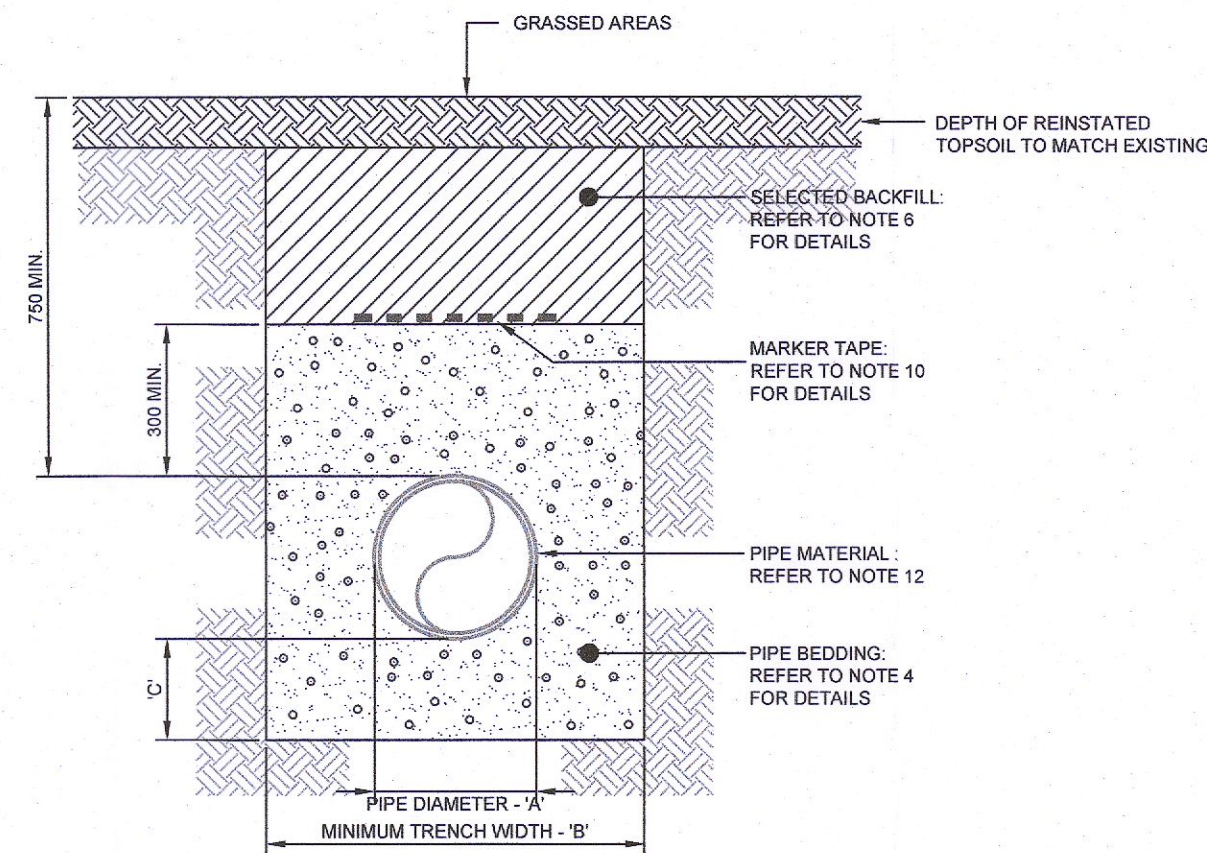 GRASSED AREAS
DEPTH OF REINSTATED
TOPSOIL TO MATCH EXISTING
SELECTED BACKFILL:
REFER TO NOTE 6
FOR DETAILS
750 MIN.
300 MIN.
MARKER TAPE:
REFER TO NOTE 10
FOR DETAILS
PIPE MATERIAL :
REFER TO NOTE 12
PIPE BEDDING:
REFER TO NOTE 4
FOR DETAILS
'C'
PIPE DIAMETER - 'A'
MINIMUM TRENCH WIDTH - 'B'